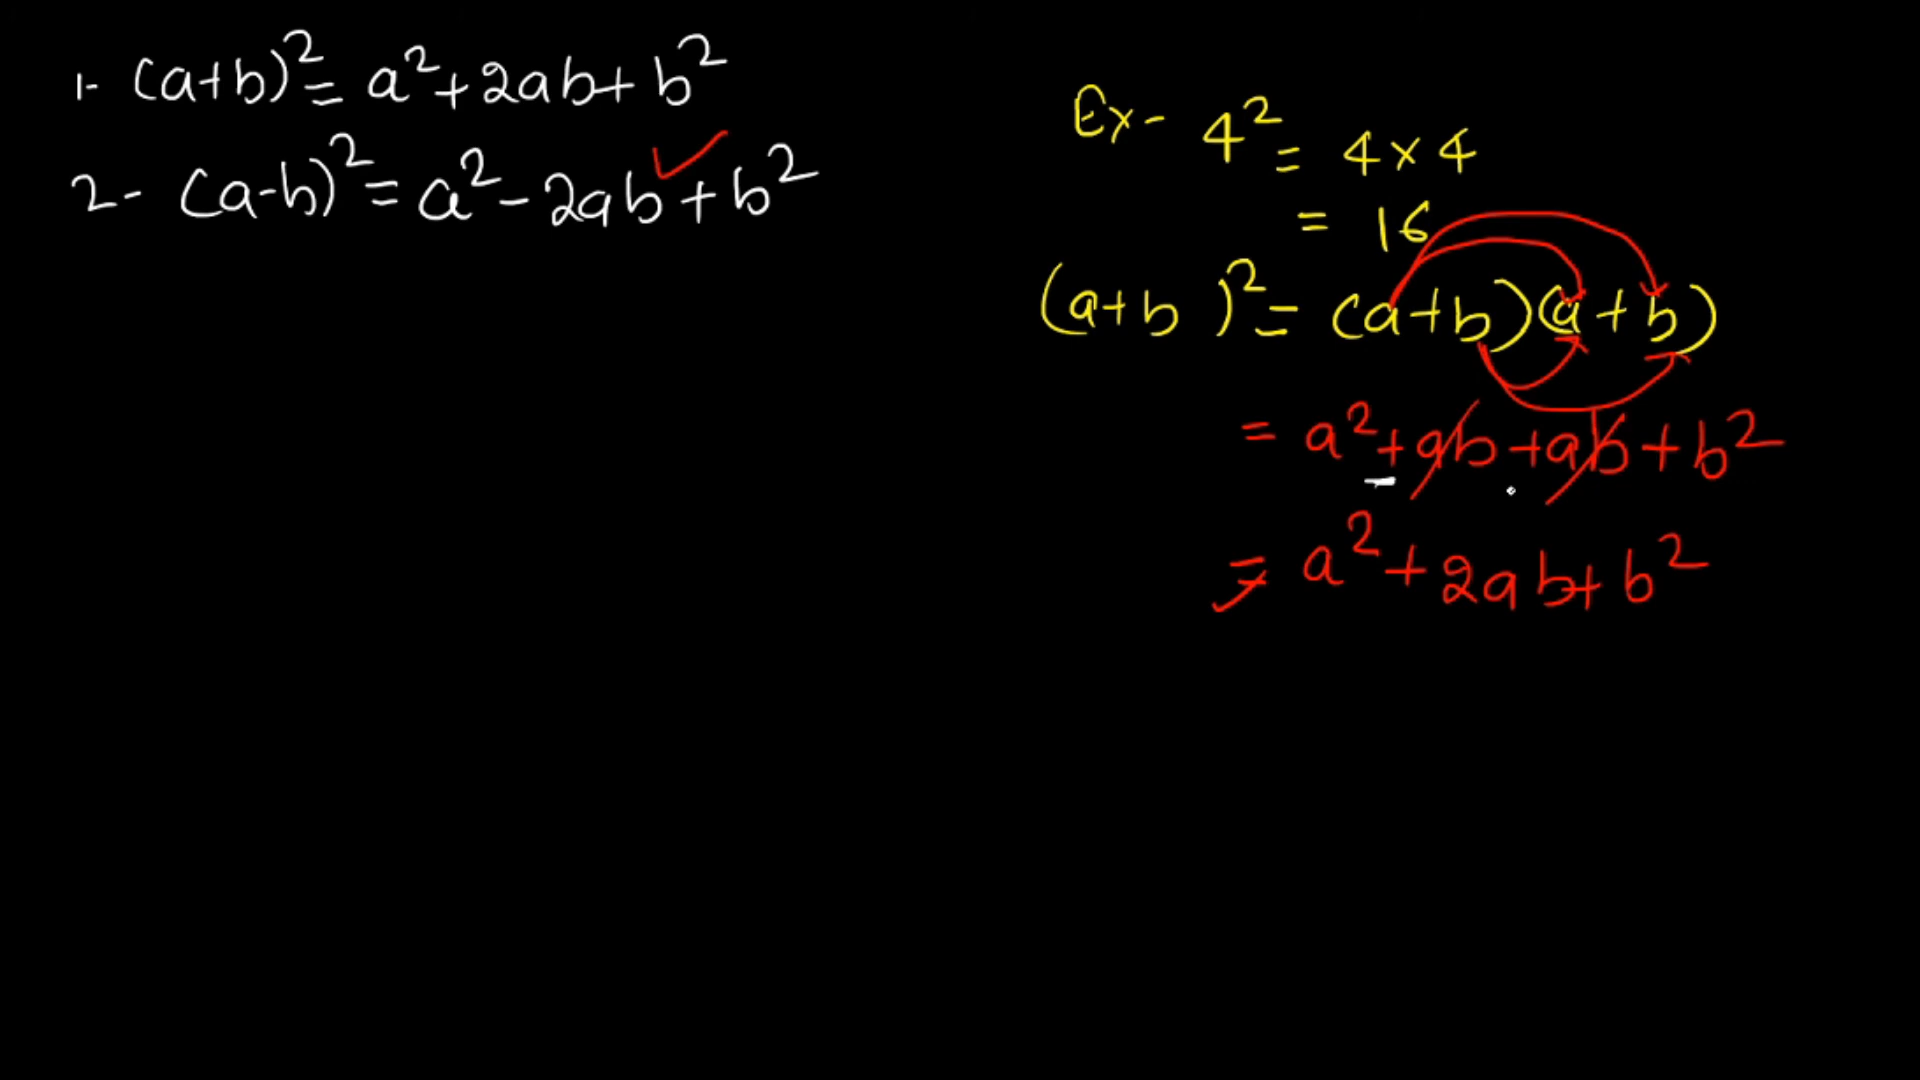 1- (a+b)² = a²+2ab+b²
2- (a-b)² = a²-2ab+b²
Ex- 4² = 4×4
= 16
(a+b )² = (a+b)(a+b)
= a²+ab+ab+b²
= a²+2ab+b²